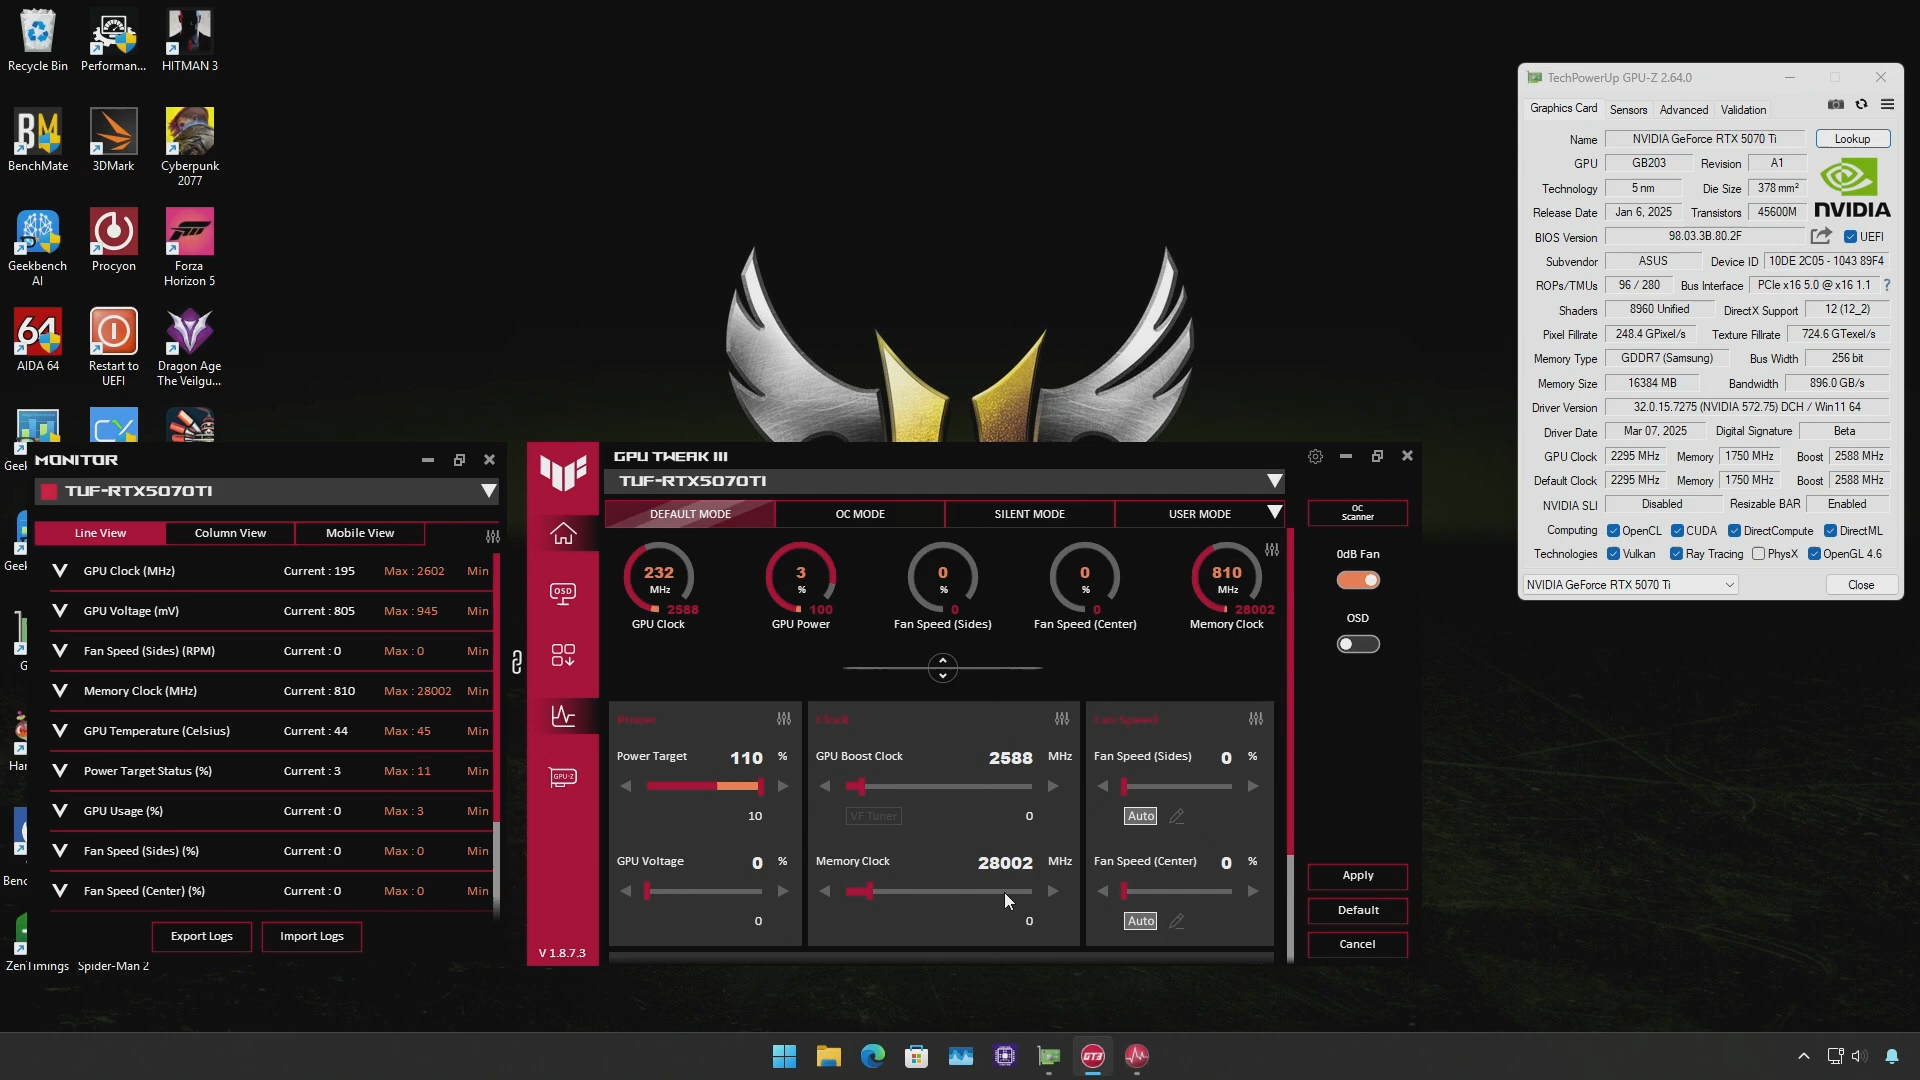 Recycle Bin
Performan...
HITMAN 3
BenchMate
3DMark
Cyberpunk
2077
Geekbench
AI
Procyon
Forza
Horizon 5
AIDA 64
Restart to
UEFI
Dragon Age
The Veilgu...
ZenTimings
Spider-Man 2
MONITOR
TUF-RTX5070TI
Line View
Column View
Mobile View
GPU Clock (MHz) Current : 195 Max : 2602 Min
GPU Voltage (mV) Current : 805 Max : 945 Min
Fan Speed (Sides) (RPM) Current : 0 Max : 0 Min
Memory Clock (MHz) Current : 810 Max : 28002 Min
GPU Temperature (Celsius) Current : 44 Max : 45 Min
Power Target Status (%) Current : 3 Max : 11 Min
GPU Usage (%) Current : 0 Max : 3 Min
Fan Speed (Sides) (%) Current : 0 Max : 0 Min
Fan Speed (Center) (%) Current : 0 Max : 0 Min
Export Logs
Import Logs
GPU TWEAK III
TUF-RTX5070TI
DEFAULT MODE
OC MODE
SILENT MODE
USER MODE
OC
Scanner
232
MHz
2588
GPU Clock
3
%
100
GPU Power
0
%
0
Fan Speed (Sides)
0
%
0
Fan Speed (Center)
810
MHz
28002
Memory Clock
0dB Fan
OSD
OSD
GPU-Z
V 1.8.7.3
Power
Power Target 110 %
10
GPU Voltage 0 %
0
Clock
GPU Boost Clock 2588 MHz
VF Tuner 0
Memory Clock 28002 MHz
0
Fan Speed
Fan Speed (Sides) 0 %
Auto
Fan Speed (Center) 0 %
Auto
Apply
Default
Cancel
TechPowerUp GPU-Z 2.64.0
Graphics Card Sensors Advanced Validation
Name NVIDIA GeForce RTX 5070 Ti Lookup
GPU GB203 Revision A1
Technology 5 nm Die Size 378 mm²
Release Date Jan 6, 2025 Transistors 45600M
NVIDIA
BIOS Version 98.03.3B.80.2F UEFI
Subvendor ASUS Device ID 10DE 2C05 - 1043 89F4
ROPs/TMUs 96 / 280 Bus Interface PCIe x16 5.0 @ x16 1.1 ?
Shaders 8960 Unified DirectX Support 12 (12_2)
Pixel Fillrate 248.4 GPixel/s Texture Fillrate 724.6 GTexel/s
Memory Type GDDR7 (Samsung) Bus Width 256 bit
Memory Size 16384 MB Bandwidth 896.0 GB/s
Driver Version 32.0.15.7275 (NVIDIA 572.75) DCH / Win11 64
Driver Date Mar 07, 2025 Digital Signature Beta
GPU Clock 2295 MHz Memory 1750 MHz Boost 2588 MHz
Default Clock 2295 MHz Memory 1750 MHz Boost 2588 MHz
NVIDIA SLI Disabled Resizable BAR Enabled
Computing OpenCL CUDA DirectCompute DirectML
Technologies Vulkan Ray Tracing PhysX OpenGL 4.6
NVIDIA GeForce RTX 5070 Ti
Close
GT3